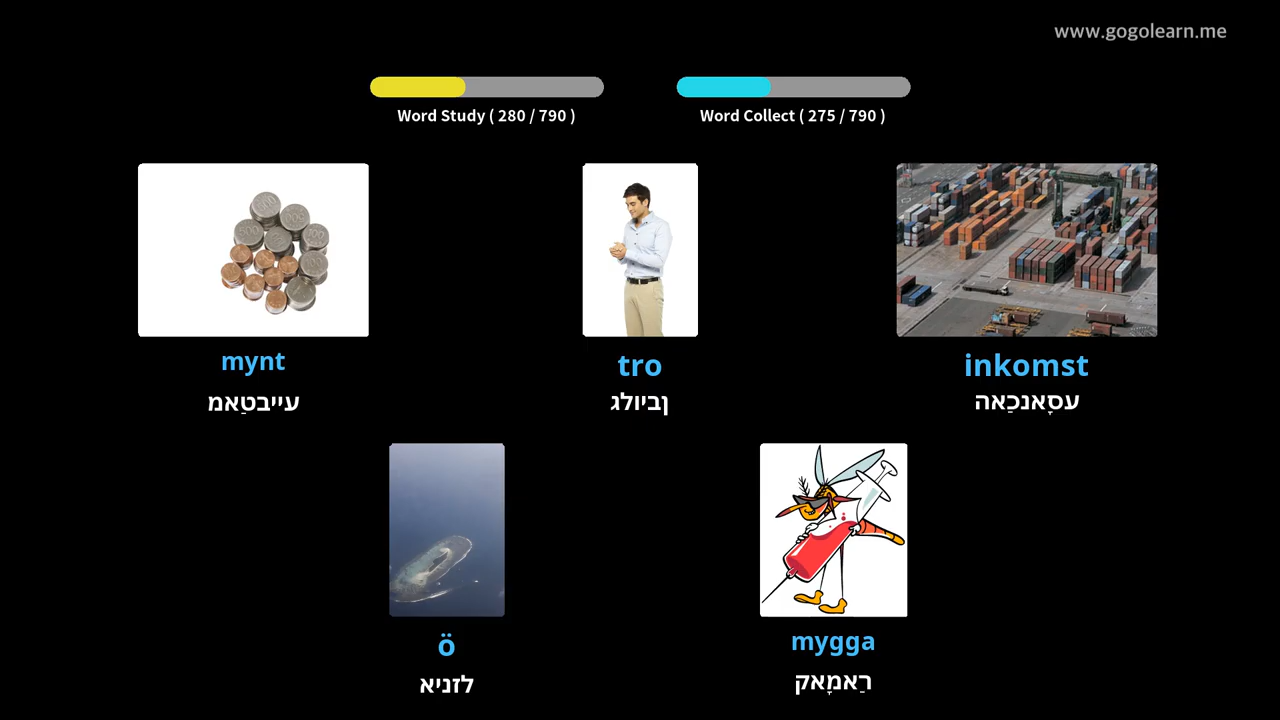 www.gogolearn.me
Word Study ( 280 / 790 )
Word Collect ( 275 / 790 )
mynt
tro
inkomst
עייבטַאמ
ןביולג
עסָאנכַאה
ö
mygga
לזניא
רַאמָאק